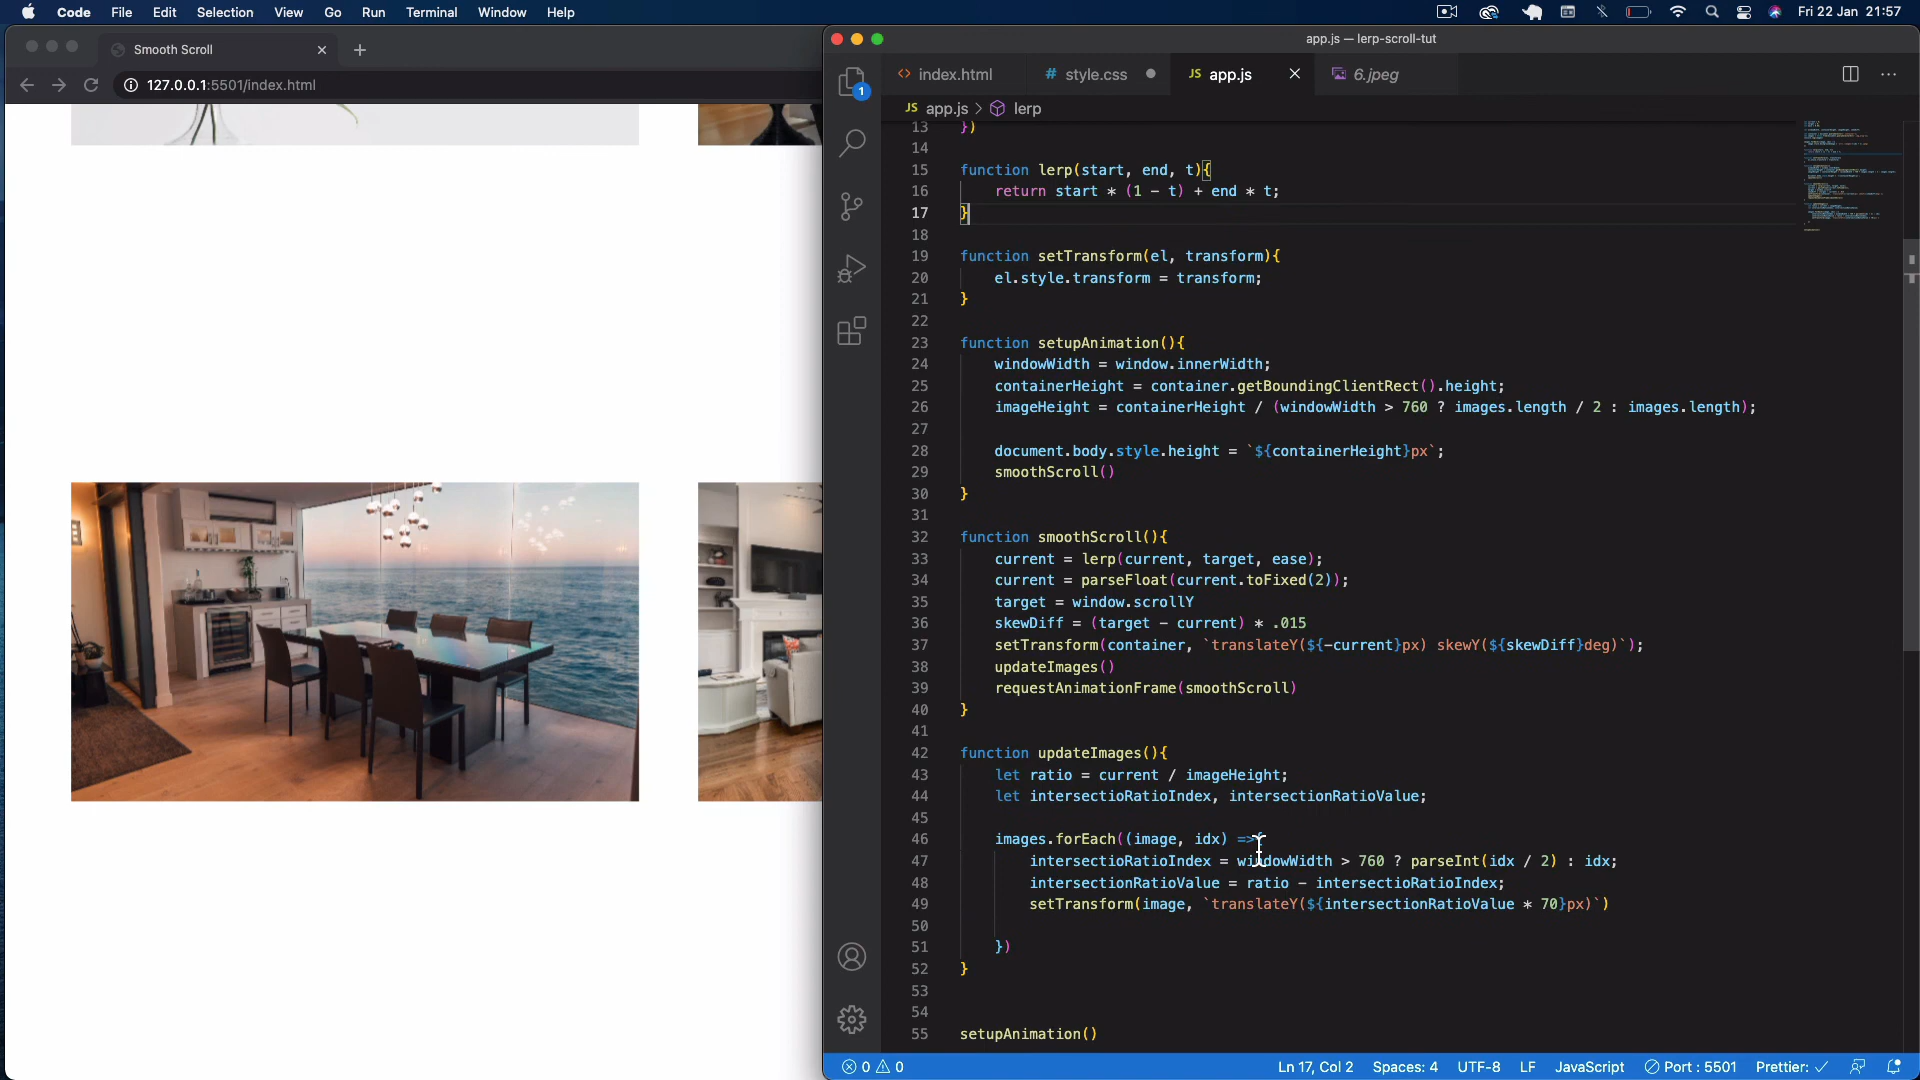 Code File Edit Selection View Go Run Terminal Window Help Fri 22 Jan 21:57
Smooth Scroll
127.0.0.1:5501/index.html
app.js — lerp-scroll-tut
1
<> index.html
# style.css
JS app.js
6.jpeg
JS app.js > lerp
13 })
14
15 function lerp(start, end, t){
16 return start * (1 - t) + end * t;
17 }
18
19 function setTransform(el, transform){
20 el.style.transform = transform;
21 }
22
23 function setupAnimation(){
24 windowWidth = window.innerWidth;
25 containerHeight = container.getBoundingClientRect().height;
26 imageHeight = containerHeight / (windowWidth > 760 ? images.length / 2 : images.length);
27
28 document.body.style.height = `${containerHeight}px`;
29 smoothScroll()
30 }
31
32 function smoothScroll(){
33 current = lerp(current, target, ease);
34 current = parseFloat(current.toFixed(2));
35 target = window.scrollY
36 skewDiff = (target - current) * .015
37 setTransform(container, `translateY(${-current}px) skewY(${skewDiff}deg)`);
38 updateImages()
39 requestAnimationFrame(smoothScroll)
40 }
41
42 function updateImages(){
43 let ratio = current / imageHeight;
44 let intersectioRatioIndex, intersectionRatioValue;
45
46 images.forEach((image, idx) =>{
47 intersectioRatioIndex = windowWidth > 760 ? parseInt(idx / 2) : idx;
48 intersectionRatioValue = ratio - intersectioRatioIndex;
49 setTransform(image, `translateY(${intersectionRatioValue * 70}px)`)
50
51 })
52 }
53
54
55 setupAnimation()
0 0 Ln 17, Col 2 Spaces: 4 UTF-8 LF JavaScript Port : 5501 Prettier: ✓